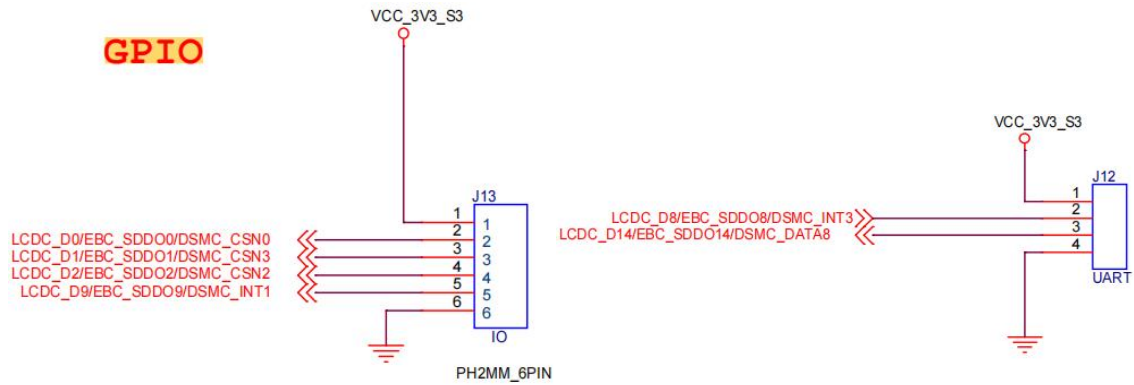 GPIO
VCC_3V3_S3
J13
1 1
LCDC_D0/EBC_SDDO0/DSMC_CSN0 2 2
LCDC_D1/EBC_SDDO1/DSMC_CSN3 3 3
LCDC_D2/EBC_SDDO2/DSMC_CSN2 4 4
LCDC_D9/EBC_SDDO9/DSMC_INT1 5 5
6 6
IO
PH2MM_6PIN
VCC_3V3_S3
J12
1
LCDC_D8/EBC_SDDO8/DSMC_INT3 2
LCDC_D14/EBC_SDDO14/DSMC_DATA8 3
4
UART